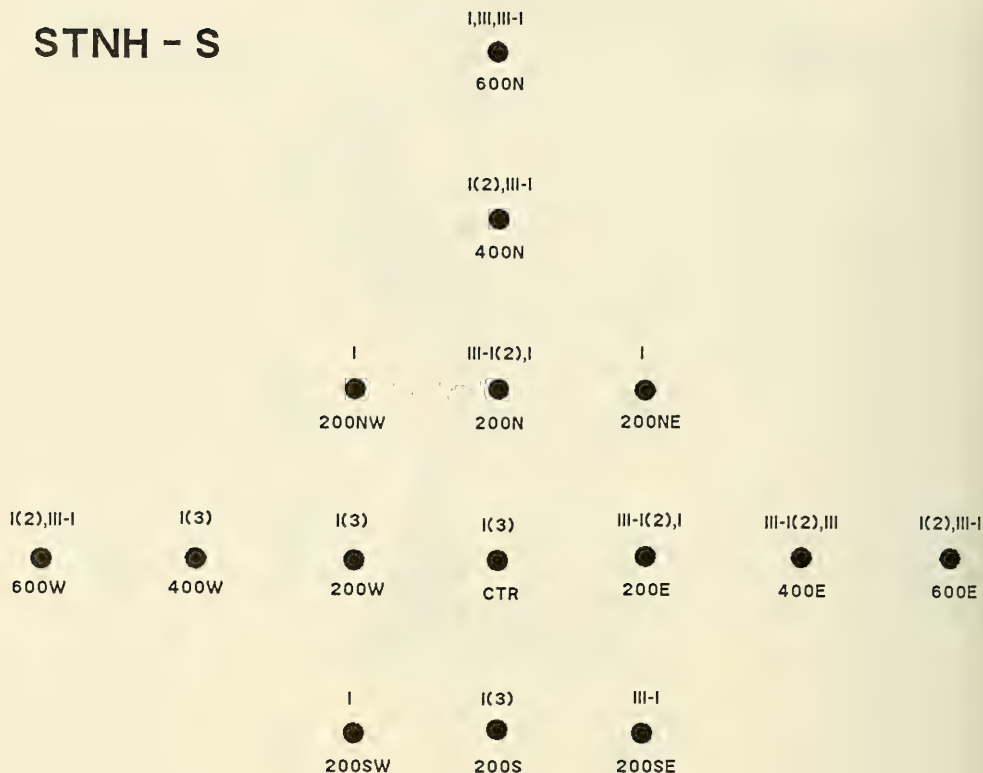 STNH - S
I,III,III-I
600N
I(2),III-I
400N
I III-I(2),I I
200NW 200N 200NE
I(2),III-I I(3) I(3) I(3) III-I(2),I III-I(2),III I(2),III-I
600W 400W 200W CTR 200E 400E 600E
I I(3) III-I
200SW 200S 200SE